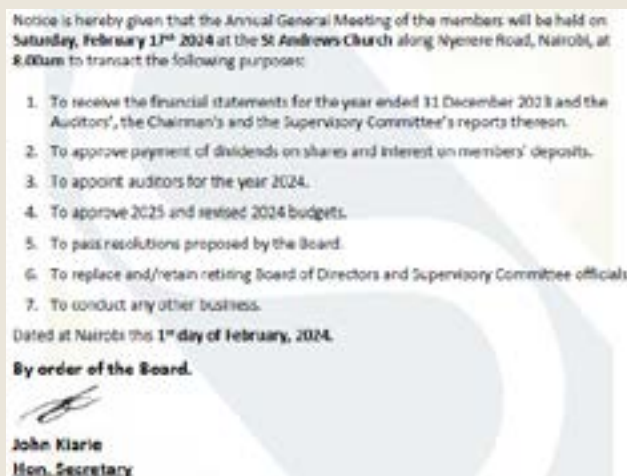 Notice is hereby given that the Annual General Meeting of the members will be held on
Saturday, February 17th 2024 at the St Andrews Church along Nyerere Road, Nairobi, at
8.00am to transact the following purposes:
1. To receive the financial statements for the year ended 31 December 2023 and the
Auditors', the Chairman's and the Supervisory Committee's reports thereon.
2. To approve payment of dividends on shares and interest on members' deposits.
3. To appoint auditors for the year 2024.
4. To approve 2025 and revised 2024 budgets.
5. To pass resolutions proposed by the Board.
6. To replace and/retain retiring Board of Directors and Supervisory Committee officials
7. To conduct any other business.
Dated at Nairobi this 1st day of February, 2024.
By order of the Board.
John Kiarie
Hon. Secretary